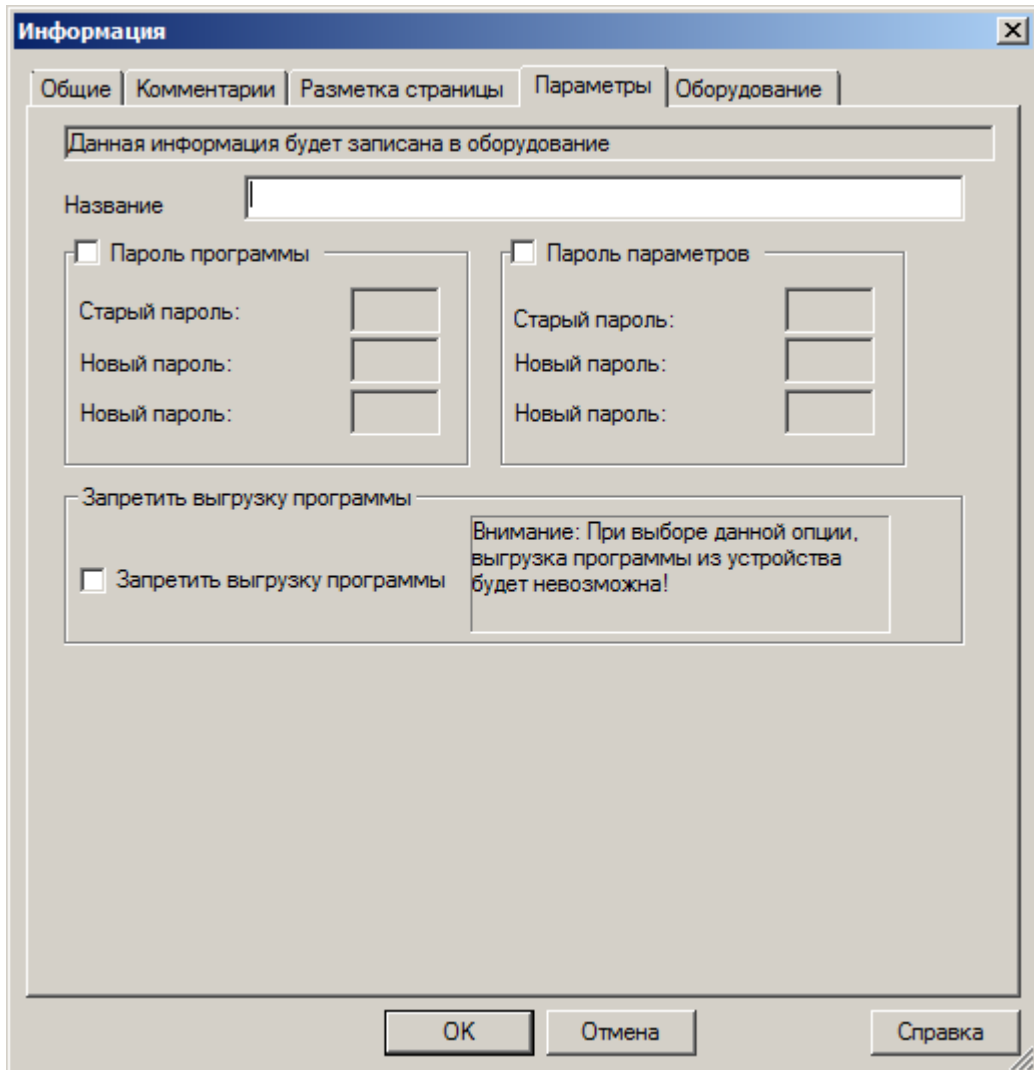 Информация
Общие Комментарии Разметка страницы Параметры Оборудование
Данная информация будет записана в оборудование
Название
Пароль программы
Старый пароль:
Новый пароль:
Новый пароль:
Пароль параметров
Старый пароль:
Новый пароль:
Новый пароль:
Запретить выгрузку программы
Запретить выгрузку программы
Внимание: При выборе данной опции,
выгрузка программы из устройства
будет невозможна!
OK Отмена Справка